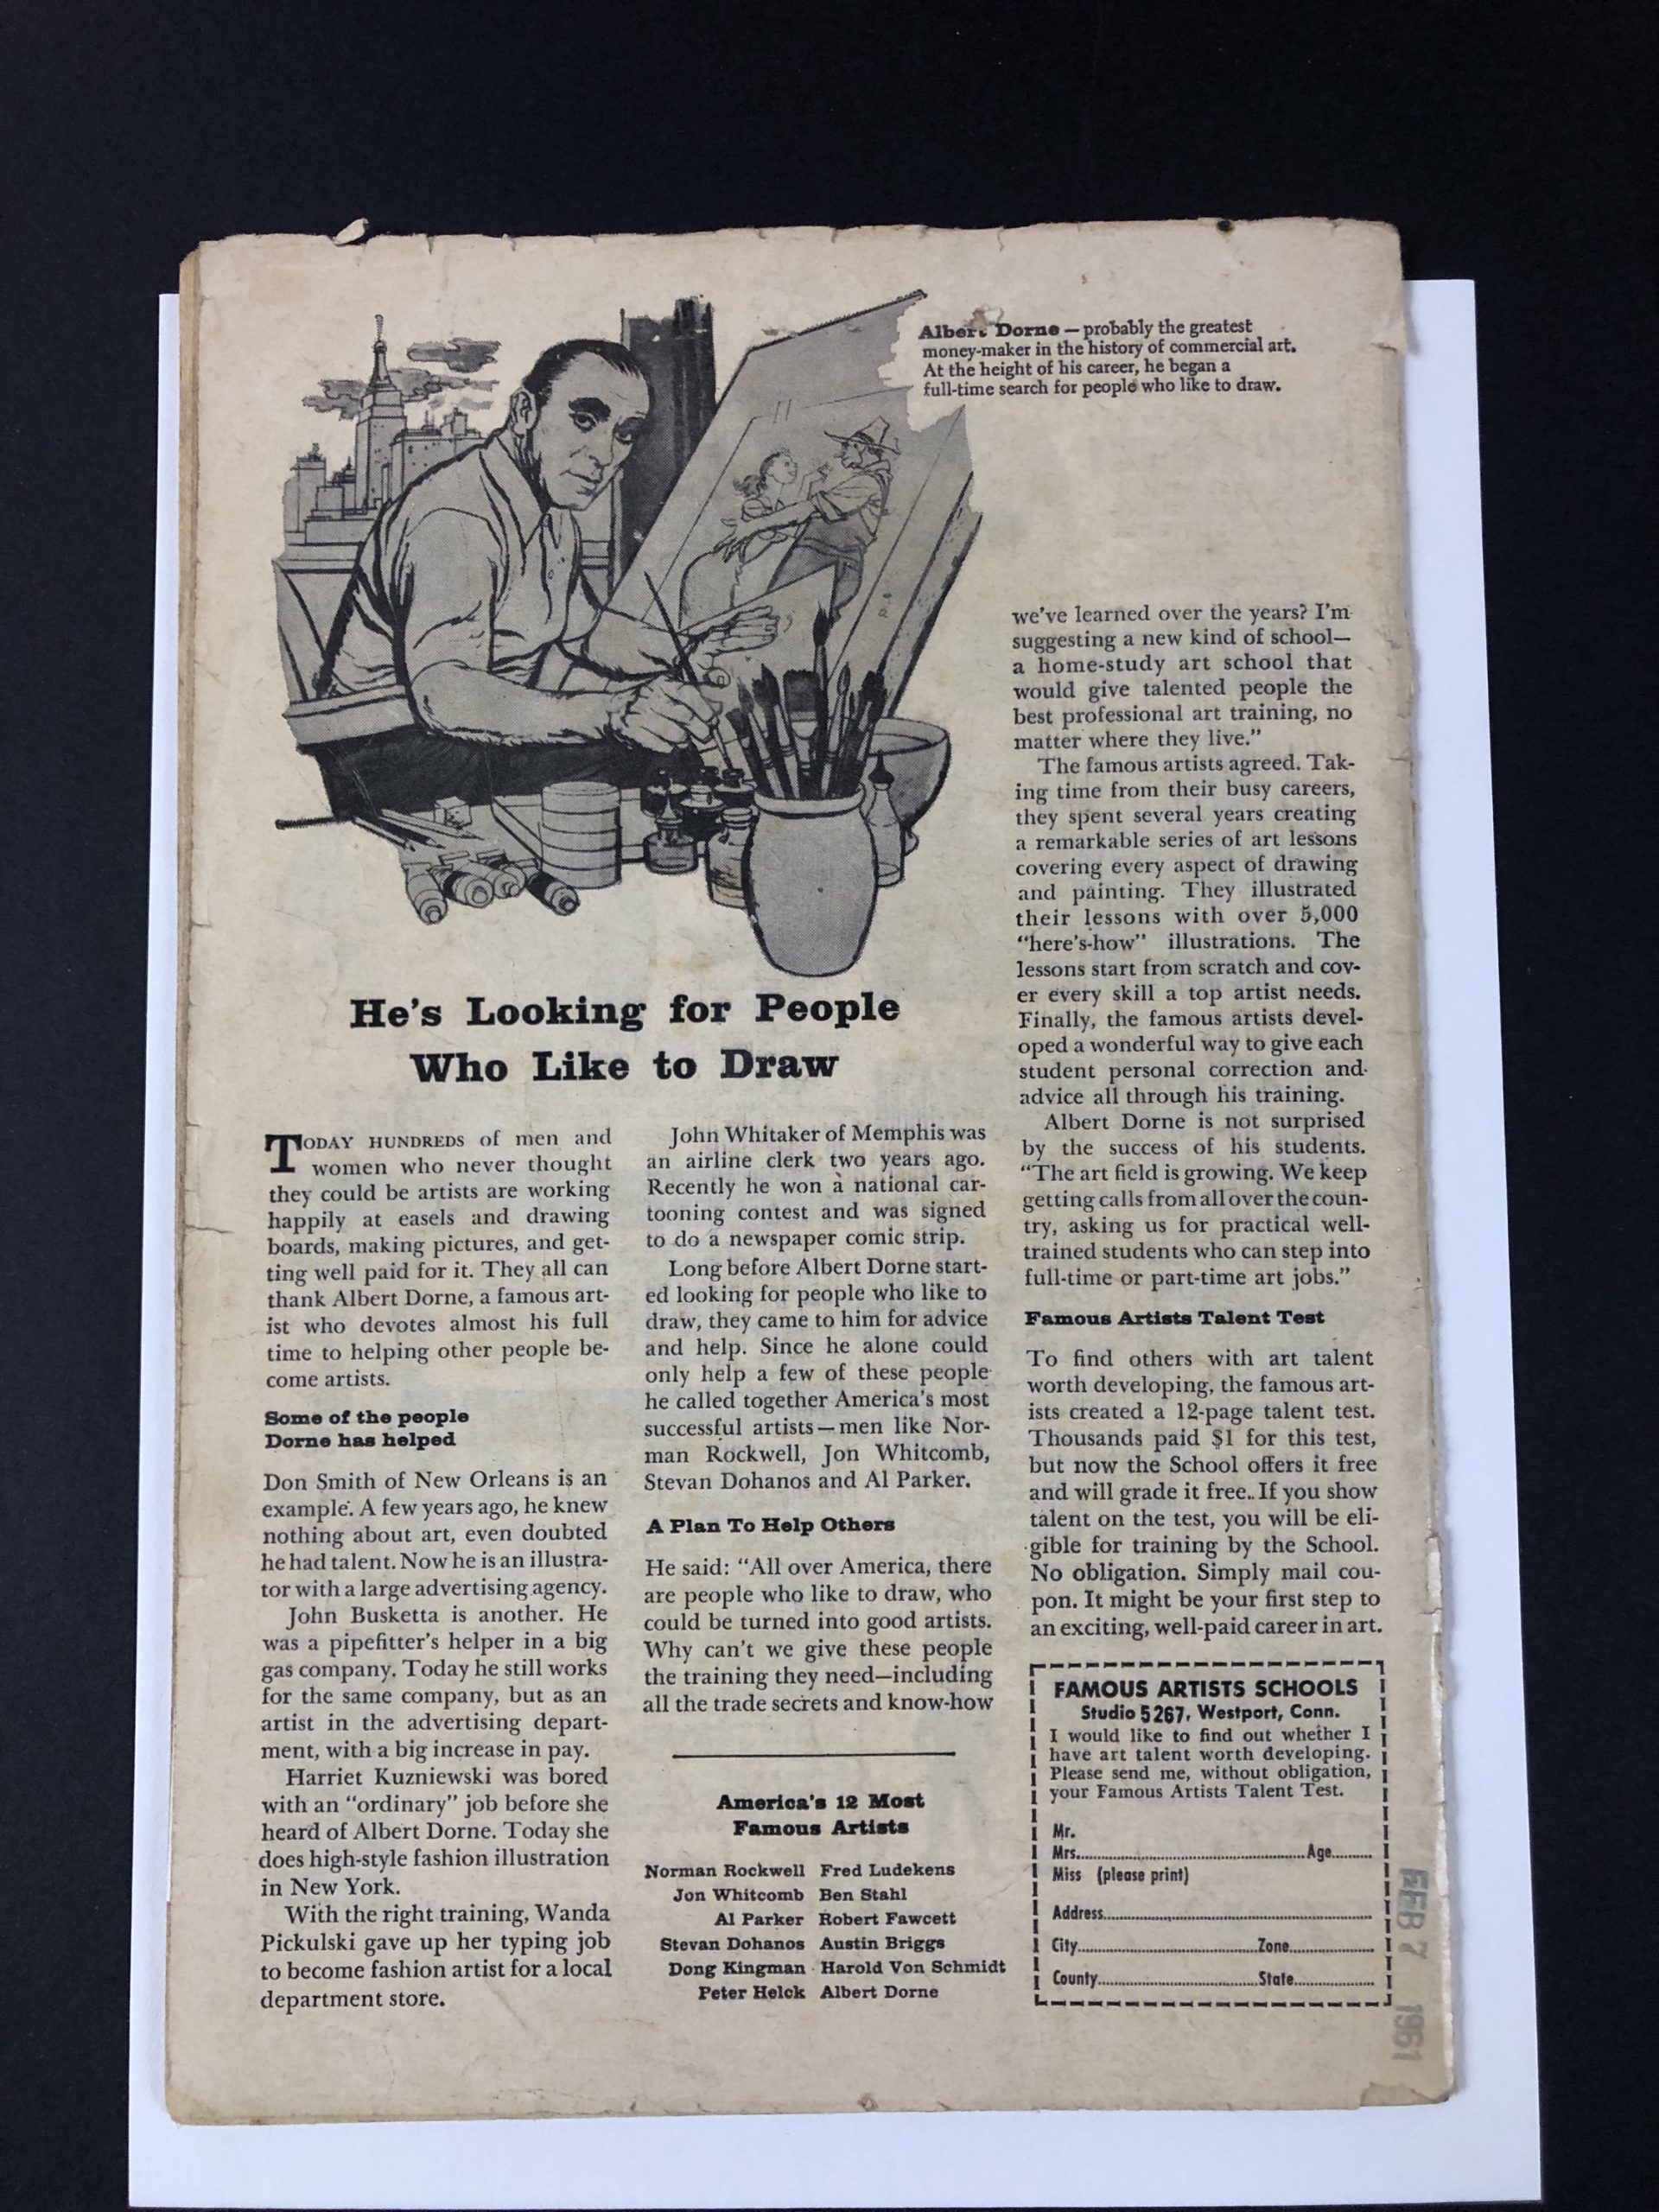 Albert Dorne — probably the greatest
money-maker in the history of commercial art.
At the height of his career, he began a
full-time search for people who like to draw.
He's Looking for People
Who Like to Draw
TODAY HUNDREDS of men and
women who never thought
they could be artists are working
happily at easels and drawing
boards, making pictures, and get-
ting well paid for it. They all can
thank Albert Dorne, a famous art-
ist who devotes almost his full
time to helping other people be-
come artists.
Some of the people
Dorne has helped
Don Smith of New Orleans is an
example. A few years ago, he knew
nothing about art, even doubted
he had talent. Now he is an illustra-
tor with a large advertising agency.
John Busketta is another. He
was a pipefitter's helper in a big
gas company. Today he still works
for the same company, but as an
artist in the advertising depart-
ment, with a big increase in pay.
Harriet Kuzniewski was bored
with an "ordinary" job before she
heard of Albert Dorne. Today she
does high-style fashion illustration
in New York.
With the right training, Wanda
Pickulski gave up her typing job
to become fashion artist for a local
department store.
John Whitaker of Memphis was
an airline clerk two years ago.
Recently he won a national car-
tooning contest and was signed
to do a newspaper comic strip.
Long before Albert Dorne start-
ed looking for people who like to
draw, they came to him for advice
and help. Since he alone could
only help a few of these people
he called together America's most
successful artists—men like Nor-
man Rockwell, Jon Whitcomb,
Stevan Dohanos and Al Parker.
A Plan To Help Others
He said: "All over America, there
are people who like to draw, who
could be turned into good artists.
Why can't we give these people
the training they need—including
all the trade secrets and know-how
America's 12 Most
Famous Artists
Norman Rockwell Fred Ludekens
Jon Whitcomb Ben Stahl
Al Parker Robert Fawcett
Stevan Dohanos Austin Briggs
Dong Kingman Harold Von Schmidt
Peter Helck Albert Dorne
we've learned over the years? I'm
suggesting a new kind of school—
a home-study art school that
would give talented people the
best professional art training, no
matter where they live."
The famous artists agreed. Tak-
ing time from their busy careers,
they spent several years creating
a remarkable series of art lessons
covering every aspect of drawing
and painting. They illustrated
their lessons with over 5,000
"here's-how" illustrations. The
lessons start from scratch and cov-
er every skill a top artist needs.
Finally, the famous artists devel-
oped a wonderful way to give each
student personal correction and
advice all through his training.
Albert Dorne is not surprised
by the success of his students.
"The art field is growing. We keep
getting calls from all over the coun-
try, asking us for practical well-
trained students who can step into
full-time or part-time art jobs."
Famous Artists Talent Test
To find others with art talent
worth developing, the famous art-
ists created a 12-page talent test.
Thousands paid $1 for this test,
but now the School offers it free
and will grade it free. If you show
talent on the test, you will be eli-
gible for training by the School.
No obligation. Simply mail cou-
pon. It might be your first step to
an exciting, well-paid career in art.
FAMOUS ARTISTS SCHOOLS
Studio 5267, Westport, Conn.
I would like to find out whether I
have art talent worth developing.
Please send me, without obligation,
your Famous Artists Talent Test.
Mr.
Mrs. Age
Miss (please print)
Address
City Zone
County State
FEB 7 1961